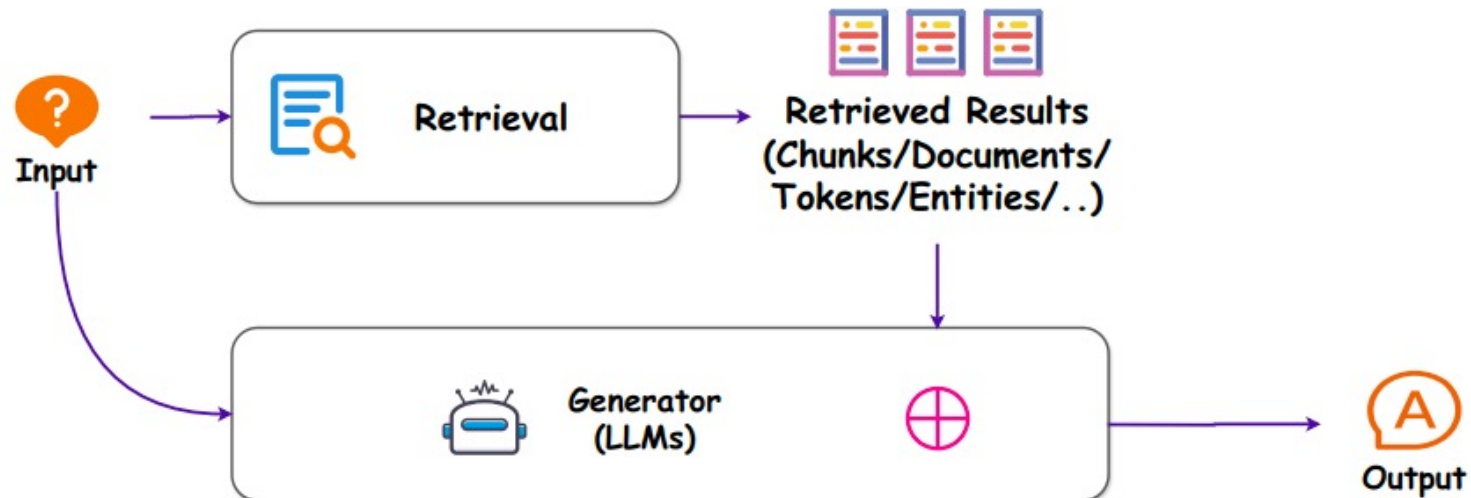 Retrieval
Input
Retrieved Results
(Chunks/Documents/
Tokens/Entities/..)
Generator
(LLMs)
A
Output